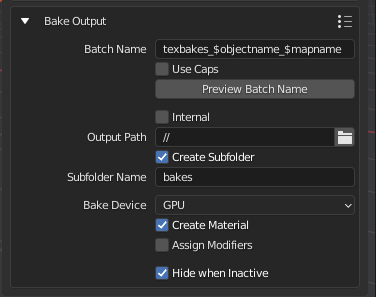 Bake Output
Batch Name texbakes_$objectname_$mapname
Use Caps
Preview Batch Name
Internal
Output Path //
Create Subfolder
Subfolder Name bakes
Bake Device GPU
Create Material
Assign Modifiers
Hide when Inactive